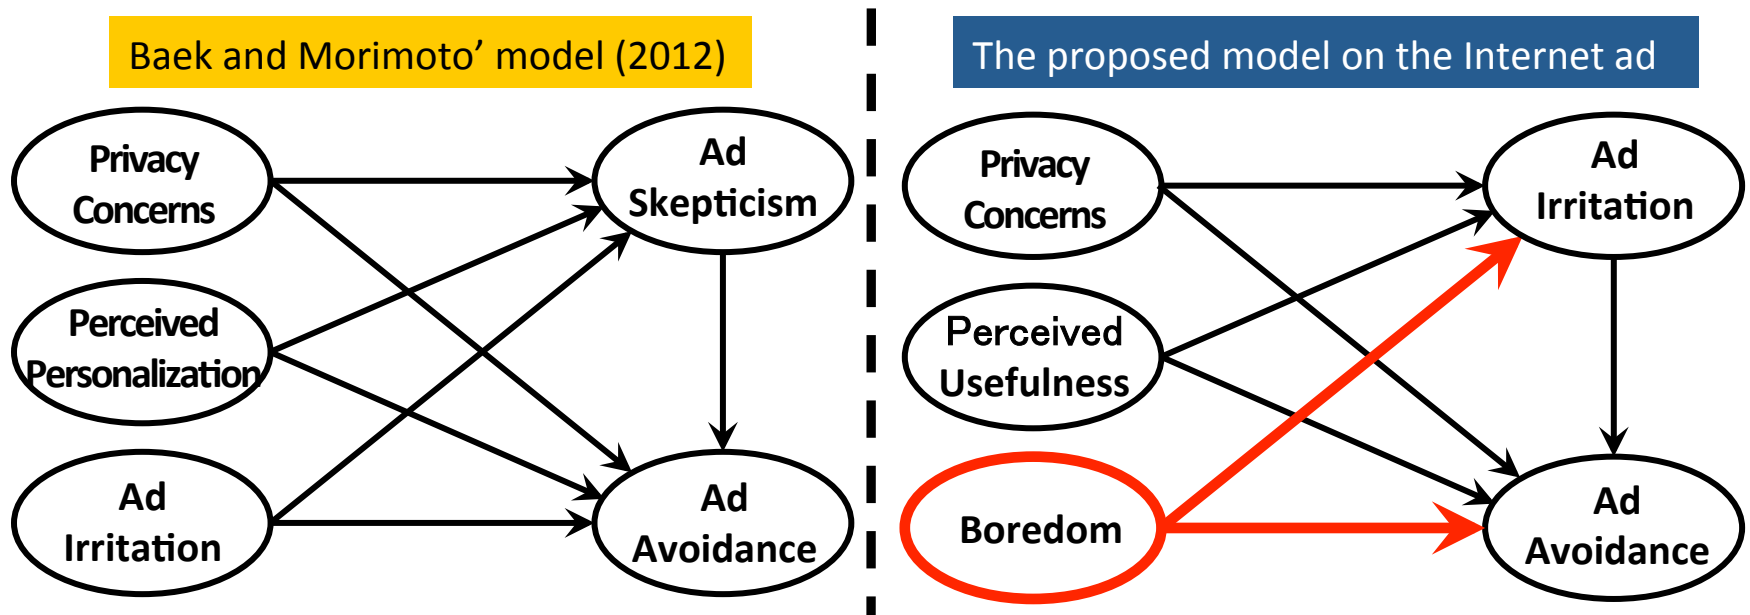 Baek and Morimoto’ model (2012)
Privacy
Concerns
Ad
Skepticism
Perceived
Personalization
Ad
Irritation
Ad
Avoidance
The proposed model on the Internet ad
Privacy
Concerns
Ad
Irritation
Perceived
Usefulness
Boredom
Ad
Avoidance